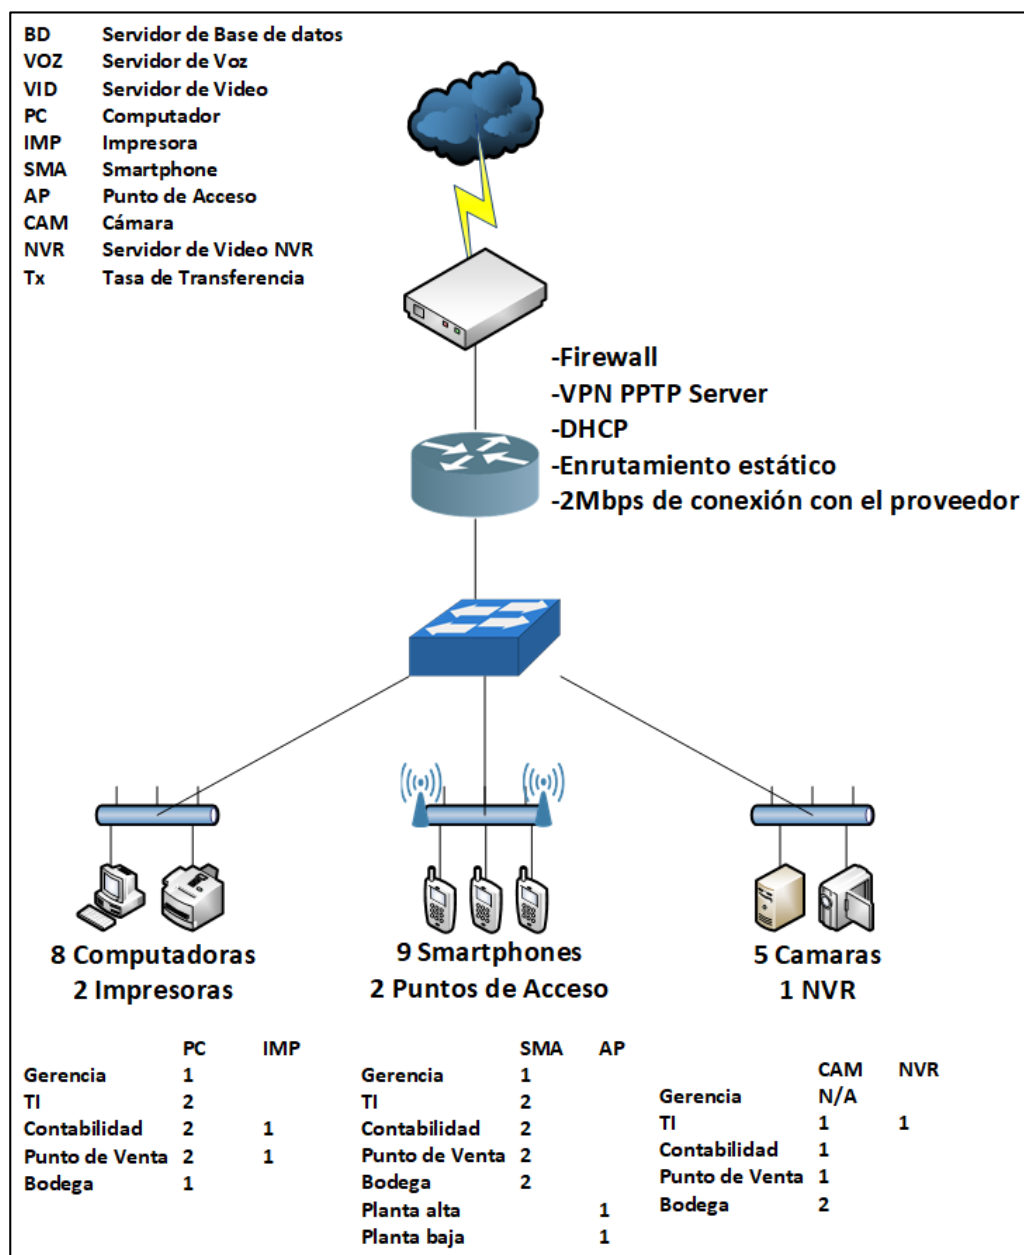 BD Servidor de Base de datos
VOZ Servidor de Voz
VID Servidor de Video
PC Computador
IMP Impresora
SMA Smartphone
AP Punto de Acceso
CAM Cámara
NVR Servidor de Video NVR
Tx Tasa de Transferencia
-Firewall
-VPN PPTP Server
-DHCP
-Enrutamiento estático
-2Mbps de conexión con el proveedor
8 Computadoras
2 Impresoras
9 Smartphones
2 Puntos de Acceso
5 Camaras
1 NVR
PC IMP
Gerencia 1
TI 2
Contabilidad 2 1
Punto de Venta 2 1
Bodega 1
SMA AP
Gerencia 1
TI 2
Contabilidad 2
Punto de Venta 2
Bodega 2
Planta alta 1
Planta baja 1
CAM NVR
Gerencia N/A
TI 1 1
Contabilidad 1
Punto de Venta 1
Bodega 2